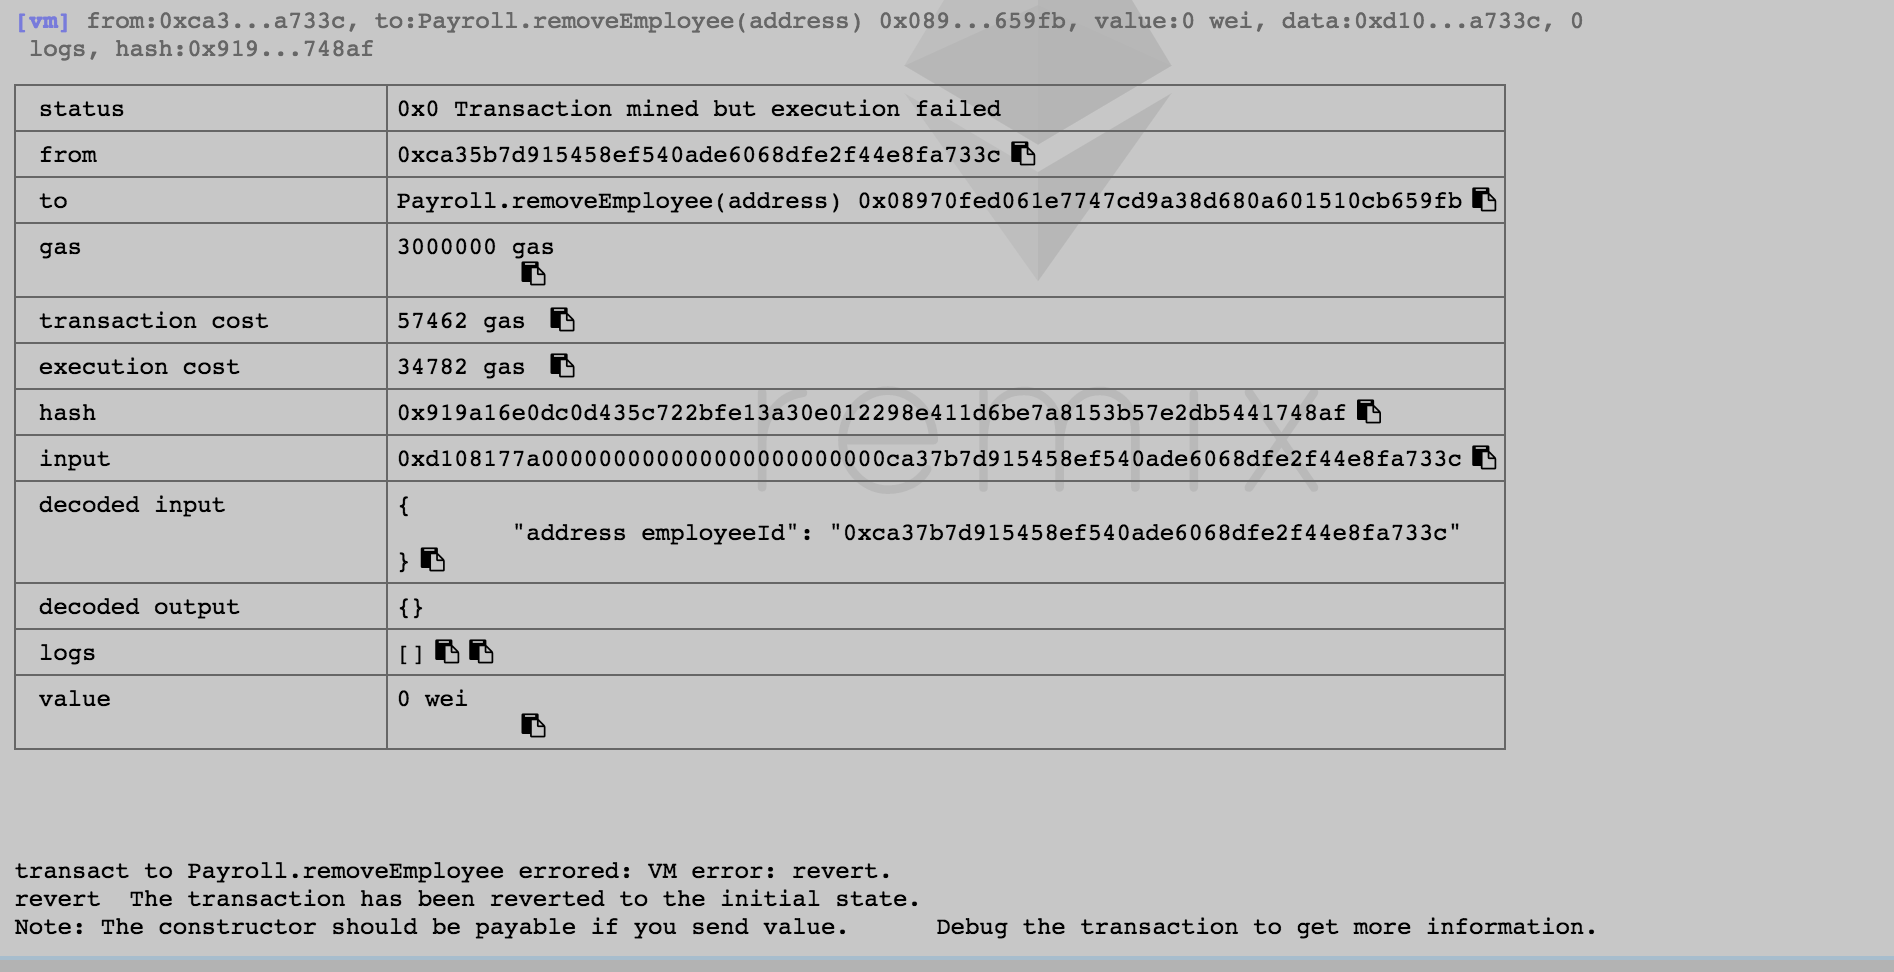 [vm] from:0xca3...a733c, to:Payroll.removeEmployee(address) 0x089...659fb, value:0 wei, data:0xd10...a733c, 0
logs, hash:0x919...748af
status 0x0 Transaction mined but execution failed
from 0xca35b7d915458ef540ade6068dfe2f44e8fa733c
to Payroll.removeEmployee(address) 0x08970fed061e7747cd9a38d680a601510cb659fb
gas 3000000 gas
transaction cost 57462 gas
execution cost 34782 gas
hash 0x919a16e0dc0d435c722bfe13a30e012298e411d6be7a8153b57e2db5441748af
input 0xd108177a000000000000000000000000ca37b7d915458ef540ade6068dfe2f44e8fa733c
decoded input {
"address employeeId": "0xca37b7d915458ef540ade6068dfe2f44e8fa733c"
}
decoded output {}
logs []
value 0 wei
remix
transact to Payroll.removeEmployee errored: VM error: revert.
revert The transaction has been reverted to the initial state.
Note: The constructor should be payable if you send value. Debug the transaction to get more information.